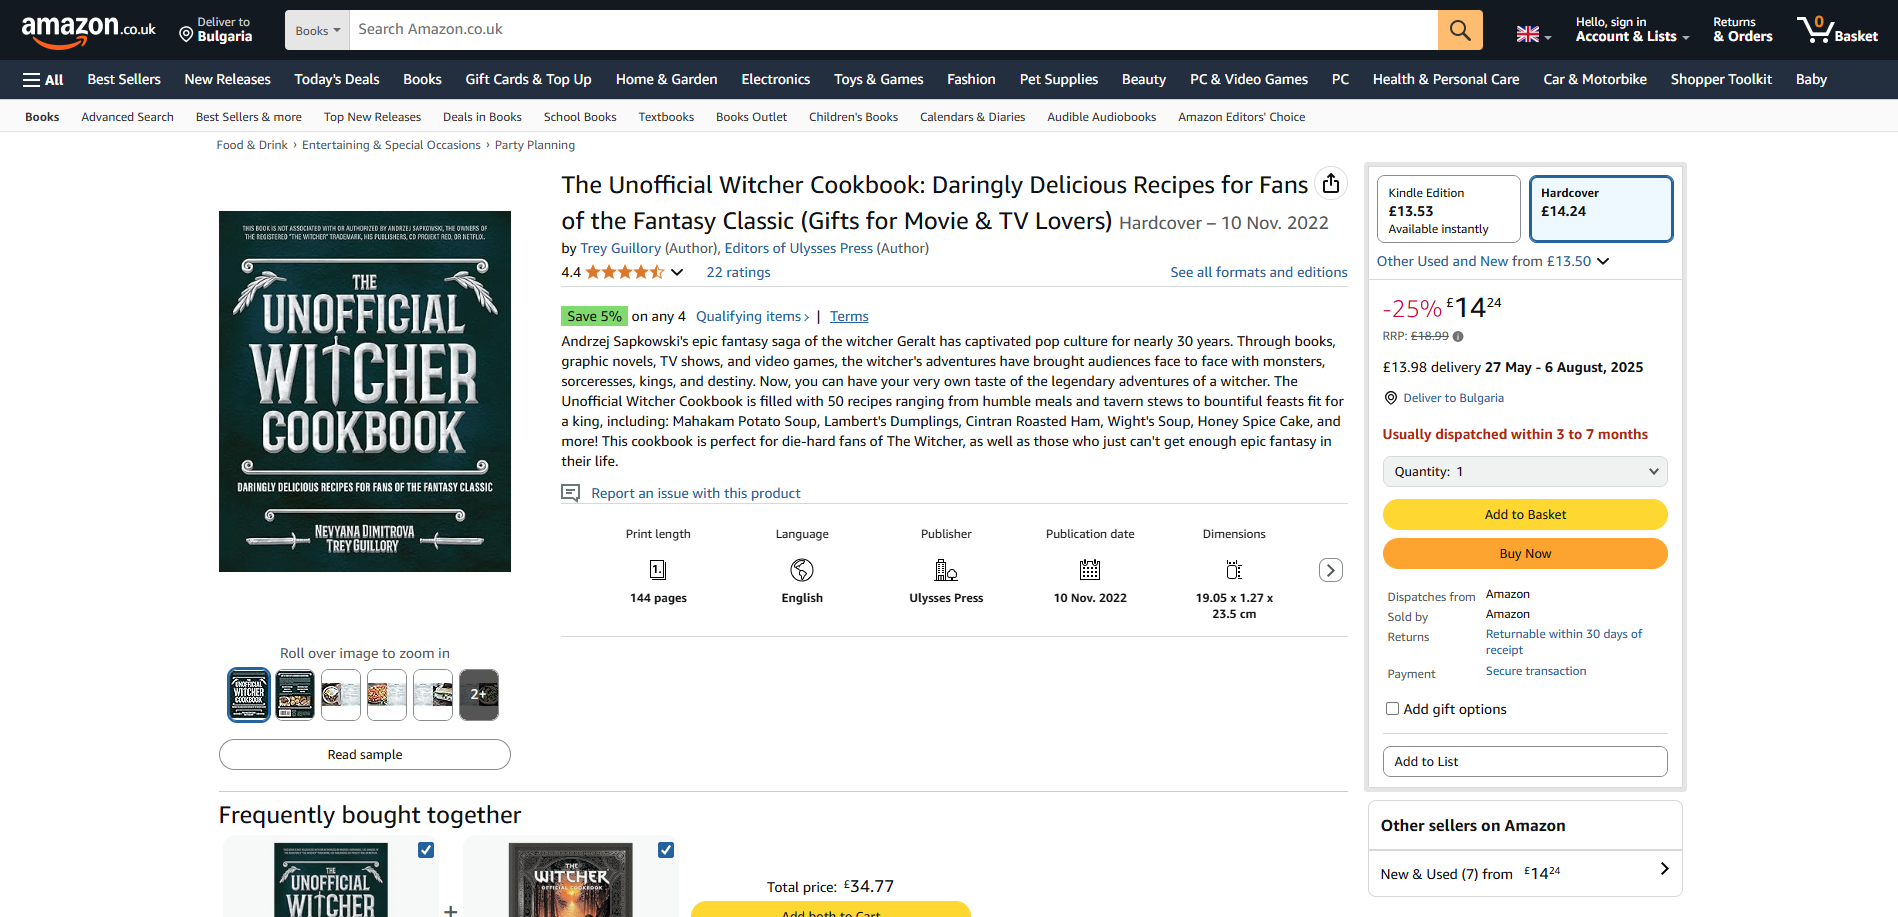 amazon.co.uk
Deliver to
Bulgaria
Books
Search Amazon.co.uk
Hello, sign in
Account & Lists
Returns
& Orders
0
Basket
All
Best Sellers
New Releases
Today's Deals
Books
Gift Cards & Top Up
Home & Garden
Electronics
Toys & Games
Fashion
Pet Supplies
Beauty
PC & Video Games
PC
Health & Personal Care
Car & Motorbike
Shopper Toolkit
Baby
Books
Advanced Search
Best Sellers & more
Top New Releases
Deals in Books
School Books
Textbooks
Books Outlet
Children's Books
Calendars & Diaries
Audible Audiobooks
Amazon Editors' Choice
Food & Drink › Entertaining & Special Occasions › Party Planning
THIS BOOK IS NOT ASSOCIATED WITH OR AUTHORIZED BY ANDRZEJ SAPKOWSKI, THE OWNERS OF
THE REGISTERED "THE WITCHER" TRADEMARK, HIS PUBLISHERS, CD PROJEKT RED, OR NETFLIX.
THE
UNOFFICIAL
WITCHER
COOKBOOK
DARINGLY DELICIOUS RECIPES FOR FANS OF THE FANTASY CLASSIC
NEVYANA DIMITROVA
TREY GUILLORY
Roll over image to zoom in
THE
UNOFFICIAL
WITCHER
COOKBOOK
2+
Read sample
The Unofficial Witcher Cookbook: Daringly Delicious Recipes for Fans
of the Fantasy Classic (Gifts for Movie & TV Lovers) Hardcover – 10 Nov. 2022
by Trey Guillory (Author), Editors of Ulysses Press (Author)
4.4
22 ratings
See all formats and editions
Save 5% on any 4 Qualifying items› | Terms
Andrzej Sapkowski's epic fantasy saga of the witcher Geralt has captivated pop culture for nearly 30 years. Through books,
graphic novels, TV shows, and video games, the witcher's adventures have brought audiences face to face with monsters,
sorceresses, kings, and destiny. Now, you can have your very own taste of the legendary adventures of a witcher. The
Unofficial Witcher Cookbook is filled with 50 recipes ranging from humble meals and tavern stews to bountiful feasts fit for
a king, including: Mahakam Potato Soup, Lambert's Dumplings, Cintran Roasted Ham, Wight's Soup, Honey Spice Cake, and
more! This cookbook is perfect for die-hard fans of The Witcher, as well as those who just can't get enough epic fantasy in
their life.
Report an issue with this product
Print length
1.
144 pages
Language
English
Publisher
Ulysses Press
Publication date
10 Nov. 2022
Dimensions
19.05 x 1.27 x
23.5 cm
Kindle Edition
£13.53
Available instantly
Hardcover
£14.24
Other Used and New from £13.50
-25% £14 24
RRP: £18.99
£13.98 delivery 27 May - 6 August, 2025
Deliver to Bulgaria
Usually dispatched within 3 to 7 months
Quantity: 1
Add to Basket
Buy Now
Dispatches from
Amazon
Sold by
Amazon
Returns
Returnable within 30 days of
receipt
Payment
Secure transaction
Add gift options
Add to List
Other sellers on Amazon
New & Used (7) from £14 24
Frequently bought together
THE
UNOFFICIAL
WITCHER
+
THE
WITCHER
OFFICIAL COOKBOOK
Total price: £34.77
Add both to Cart